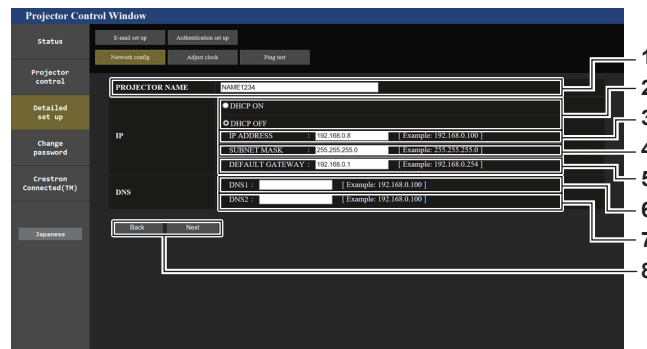 Projector Control Window
Status
E-mail set up
Authentication set up
Network config
Adjust clock
Ping test
Projector
control
Detailed
set up
Change
password
Crestron
Connected(TM)
Japanese
PROJECTOR NAME NAME1234
IP
DHCP ON
DHCP OFF
IP ADDRESS : 192.168.0.8 [ Example: 192.168.0.100 ]
SUBNET MASK : 255.255.255.0 [ Example: 255.255.255.0 ]
DEFAULT GATEWAY : 192.168.0.1 [ Example: 192.168.0.254 ]
DNS
DNS1 : [ Example: 192.168.0.100 ]
DNS2 : [ Example: 192.168.0.100 ]
Back Next
1
2
3
4
5
6
7
8